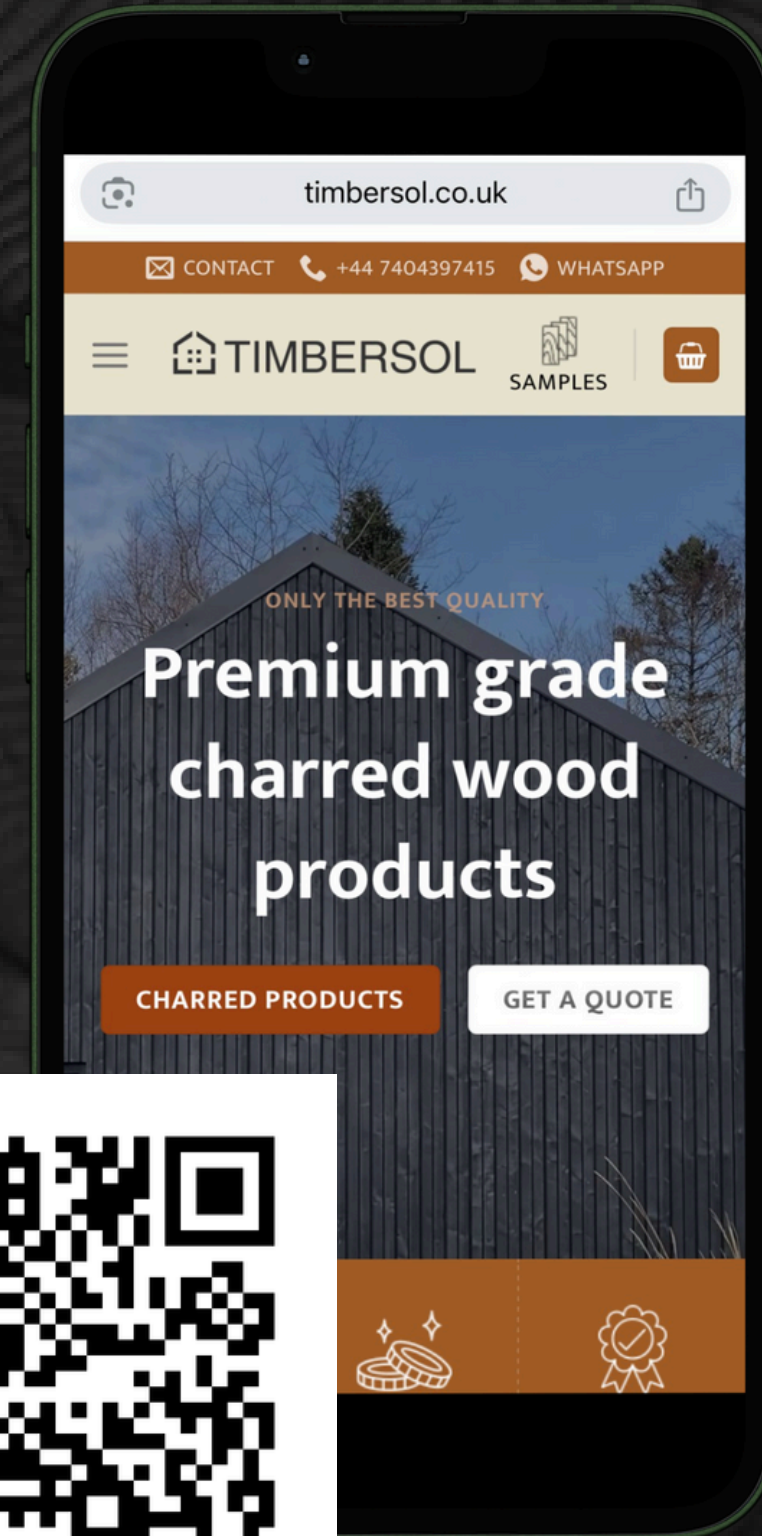 timbersol.co.uk
CONTACT +44 7404397415 WHATSAPP
TIMBERSOL
SAMPLES
ONLY THE BEST QUALITY
Premium grade
charred wood
products
CHARRED PRODUCTS
GET A QUOTE